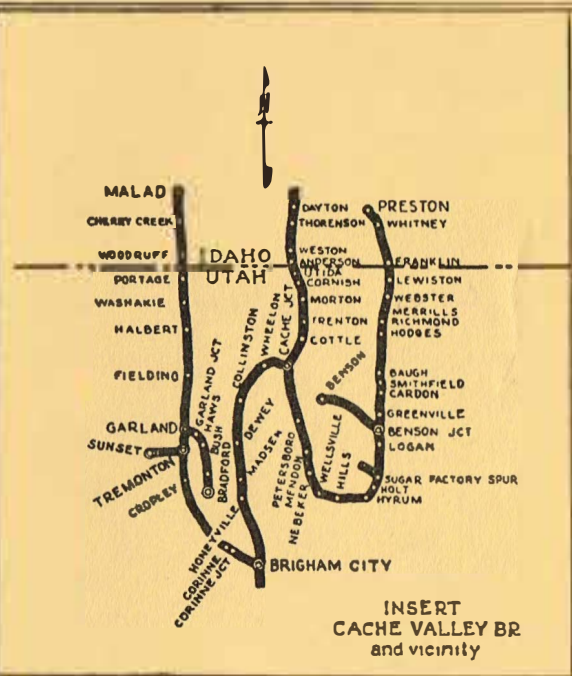 N
MALAD
CHERRY CREEK
WOODRUFF
DAHO
UTAH
PORTAGE
WASHAKIE
HALBERT
FIELDING
GARLAND
SUNSET
TREMONTON
CROPLEY
GARLAND JCT
HAWS
BUSH
BRADFORD
DAYTON
THORENSON
WESTON
ANDERSON
UTIDA
CORNISH
MORTON
TRENTON
COTTLE
CACHE JCT
WHEELON
COLLINSTON
DEWEY
MADSEN
HONEYVILLE
CORINNE
CORINNE JCT
BRIGHAM CITY
PRESTON
WHITNEY
FRANKLIN
LEWISTON
WEBSTER
MERRILLS
RICHMOND
HODGES
BAUGH
SMITHFIELD
CARDON
GREENVILLE
BENSON JCT
LOGAN
BENSON
SUGAR FACTORY SPUR
HOLT
HYRUM
HILLS
WELLSVILLE
PETERSBORO
MENDON
NEBEKER
INSERT
CACHE VALLEY BR
and vicinity